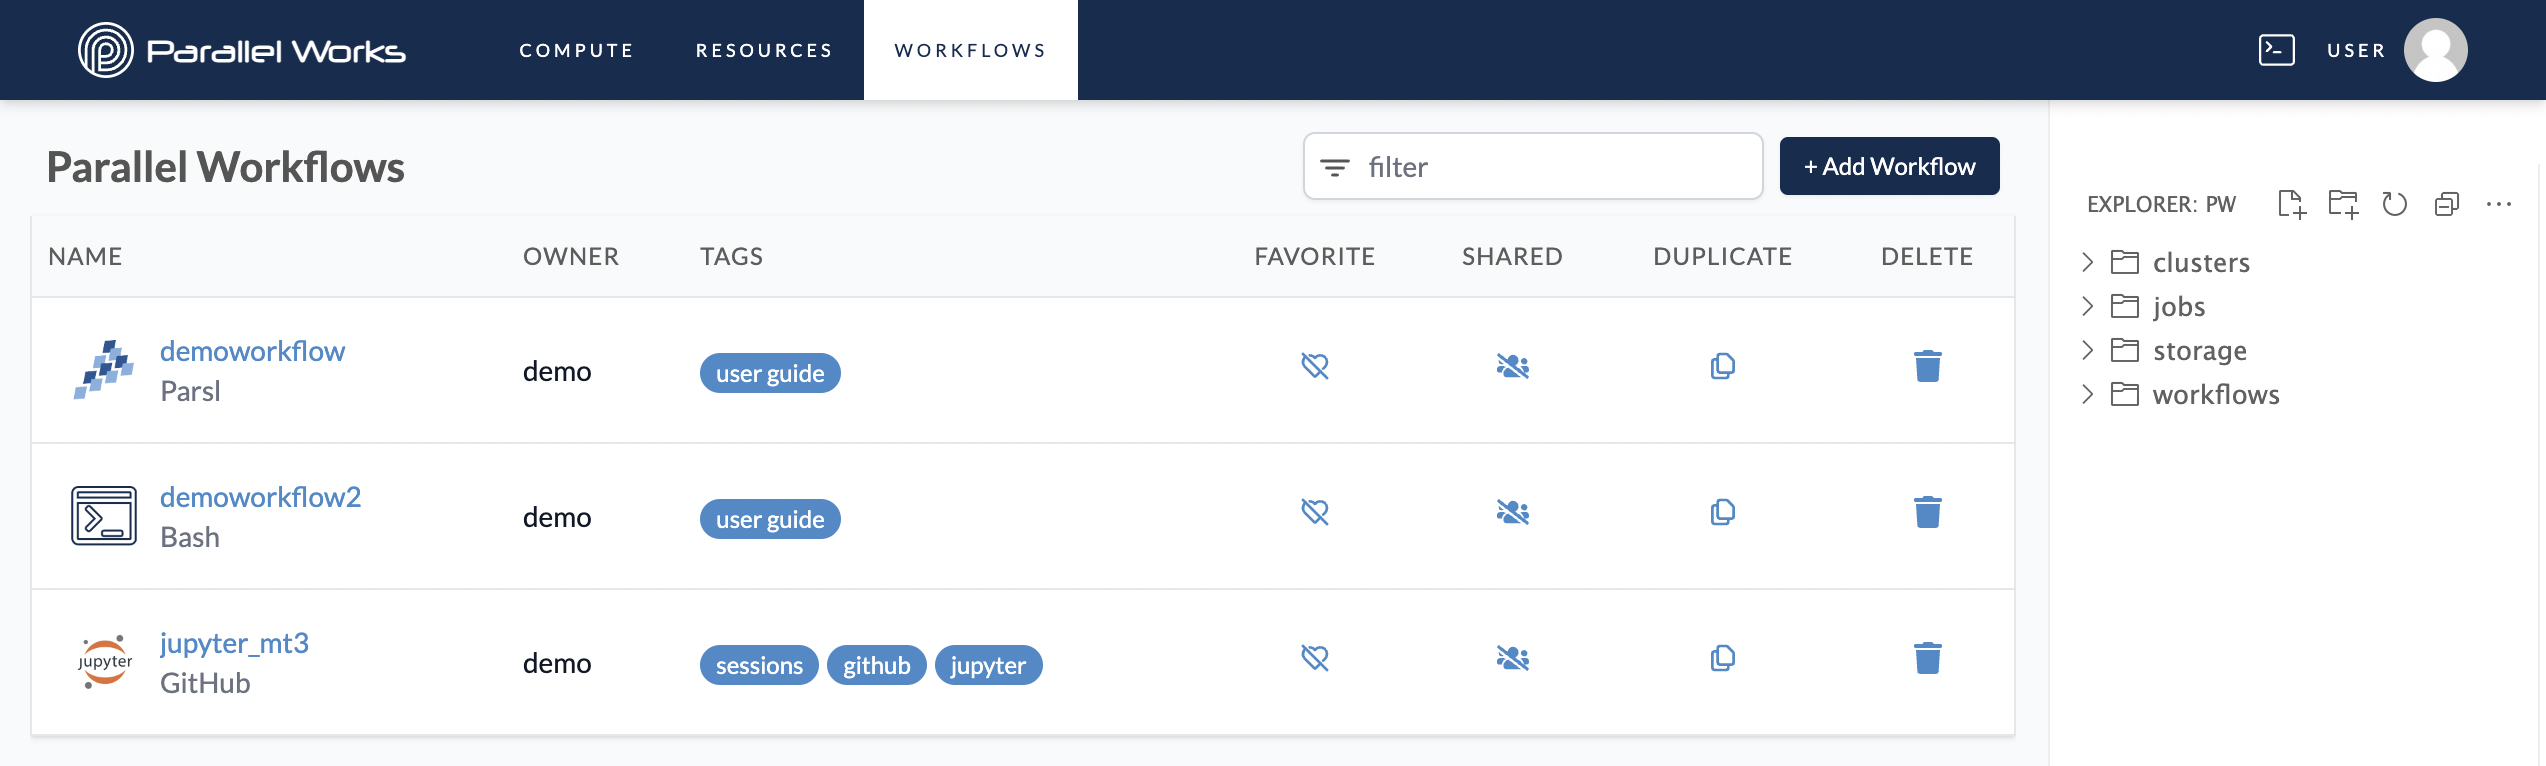 Parallel Works COMPUTE RESOURCES WORKFLOWS USER
Parallel Workflows
filter
+ Add Workflow
NAME OWNER TAGS FAVORITE SHARED DUPLICATE DELETE
demoworkflow
Parsl
demo
user guide
demoworkflow2
Bash
demo
user guide
jupyter
jupyter_mt3
GitHub
demo
sessions github jupyter
EXPLORER: PW
clusters
jobs
storage
workflows